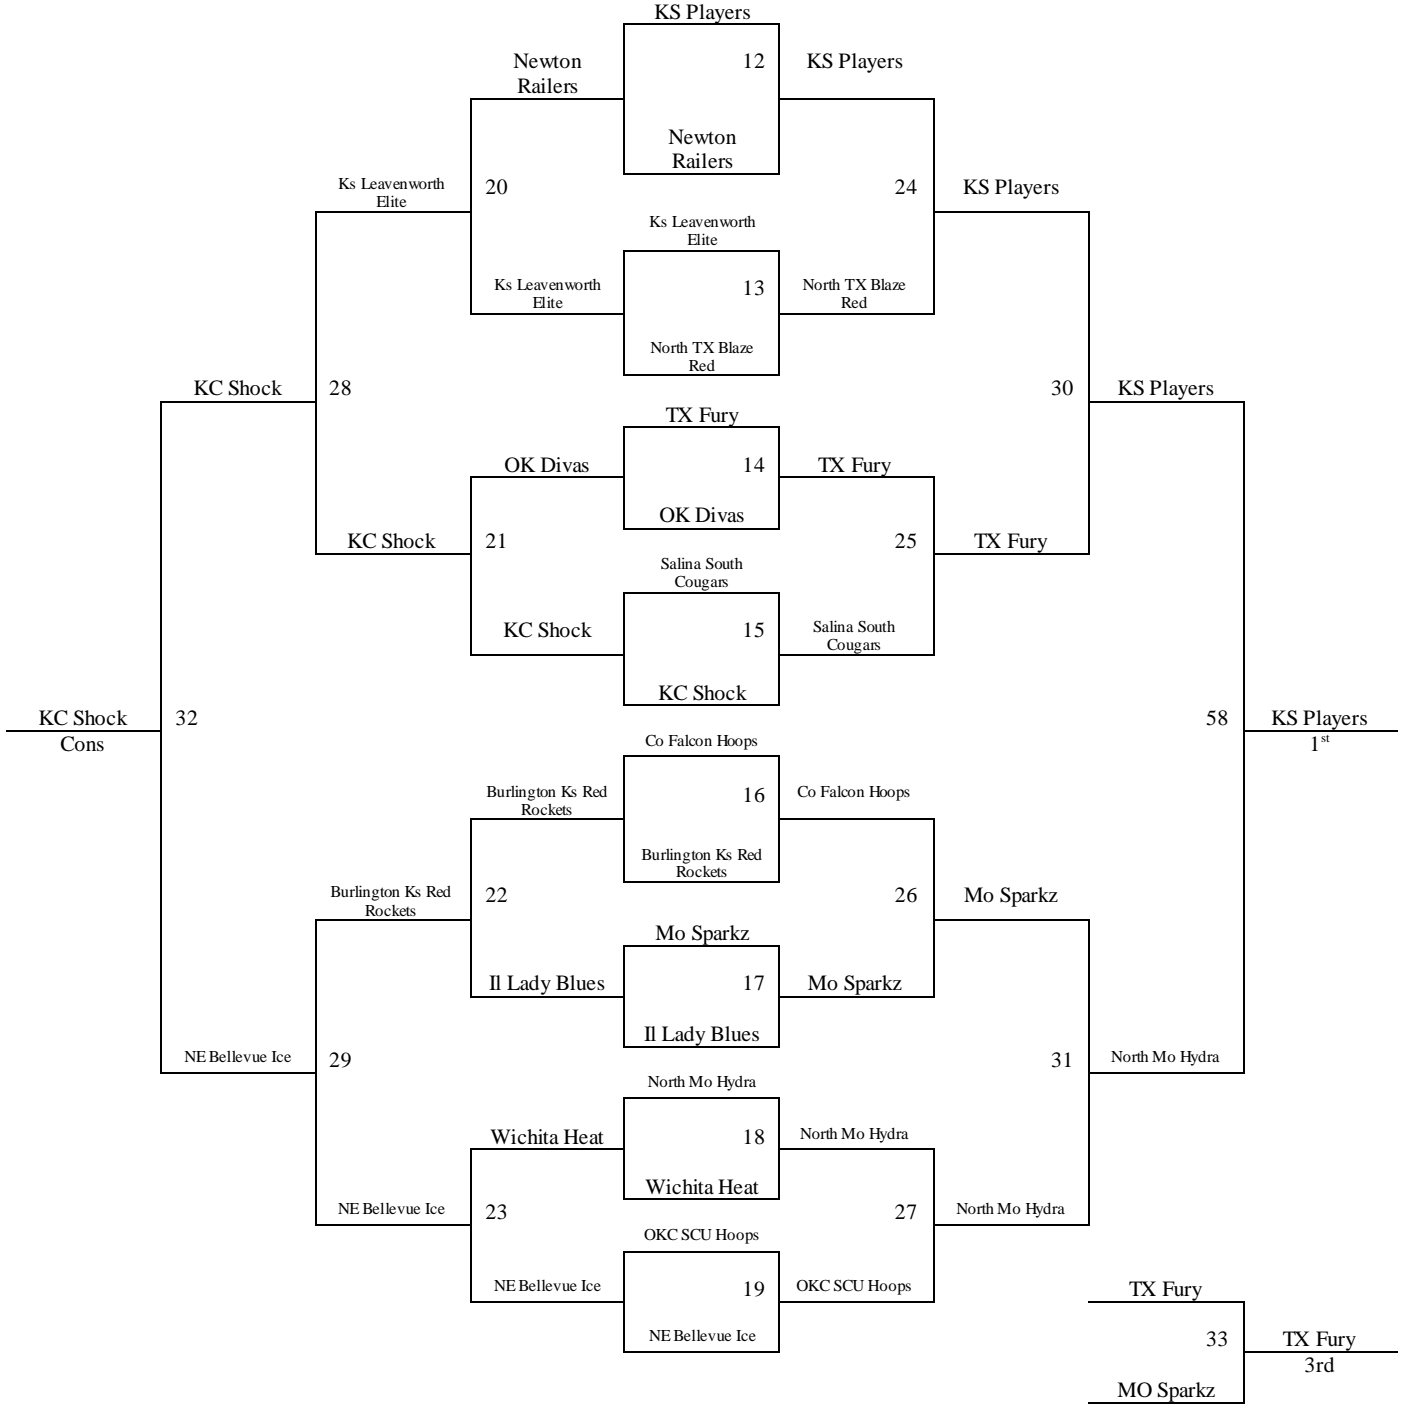 KS Players
12
Newton
Railers
KS Players
Newton
Railers
Ks Leavenworth
Elite
20
24
KS Players
Ks Leavenworth
Elite
Ks Leavenworth
Elite
13
North TX Blaze
Red
North TX Blaze
Red
KC Shock
28
30
KS Players
TX Fury
OK Divas
14
TX Fury
OK Divas
KC Shock
21
25
TX Fury
Salina South
Cougars
KC Shock
15
Salina South
Cougars
KC Shock
KC Shock
Cons
32
58
KS Players
1st
Co Falcon Hoops
Burlington Ks Red
Rockets
16
Co Falcon Hoops
Burlington Ks Red
Rockets
Burlington Ks Red
Rockets
22
26
Mo Sparkz
Mo Sparkz
Il Lady Blues
17
Mo Sparkz
Il Lady Blues
NE Bellevue Ice
29
31
North Mo Hydra
North Mo Hydra
Wichita Heat
18
North Mo Hydra
Wichita Heat
NE Bellevue Ice
23
27
North Mo Hydra
OKC SCU Hoops
NE Bellevue Ice
19
OKC SCU Hoops
NE Bellevue Ice
TX Fury
33
TX Fury
3rd
MO Sparkz